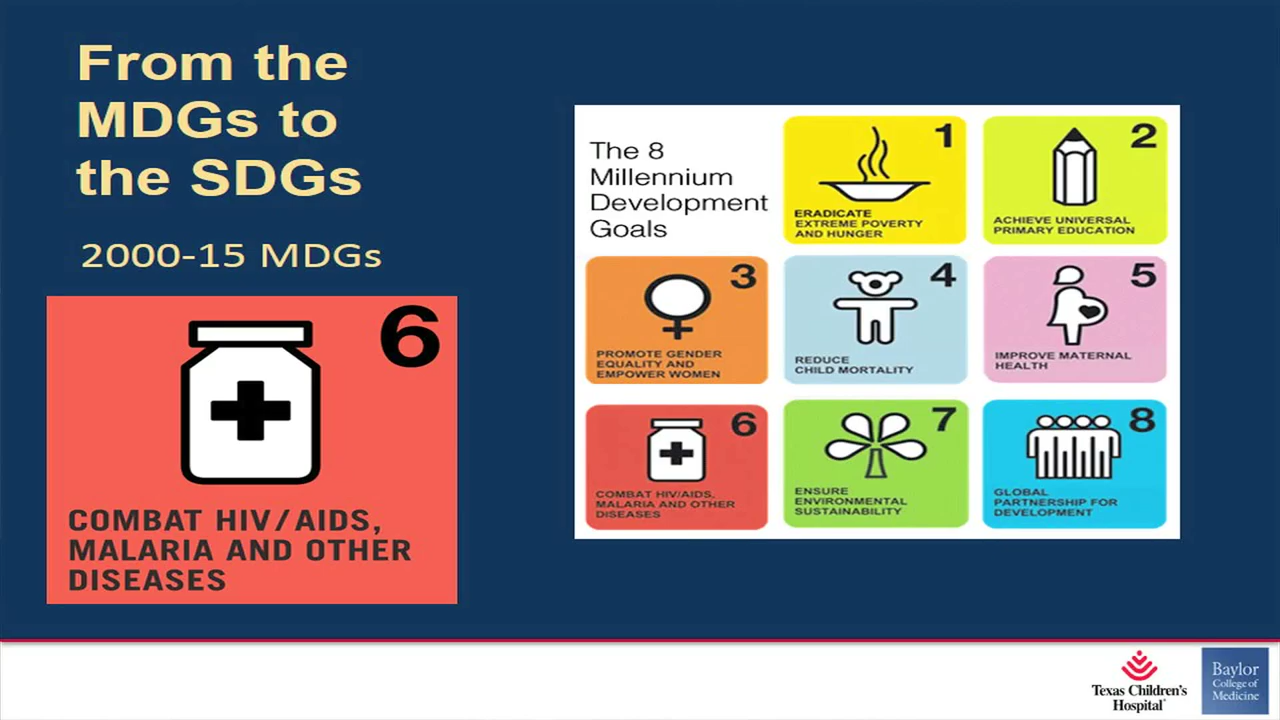 From the
MDGs to
the SDGs
2000-15 MDGs
6
COMBAT HIV/AIDS,
MALARIA AND OTHER
DISEASES
The 8
Millennium
Development
Goals
1
ERADICATE
EXTREME POVERTY
AND HUNGER
2
ACHIEVE UNIVERSAL
PRIMARY EDUCATION
3
PROMOTE GENDER
EQUALITY AND
EMPOWER WOMEN
4
REDUCE
CHILD MORTALITY
5
IMPROVE MATERNAL
HEALTH
6
COMBAT HIV/AIDS,
MALARIA AND OTHER
DISEASES
7
ENSURE
ENVIRONMENTAL
SUSTAINABILITY
8
GLOBAL
PARTNERSHIP FOR
DEVELOPMENT
Texas Children's
Hospital
Baylor
College of
Medicine